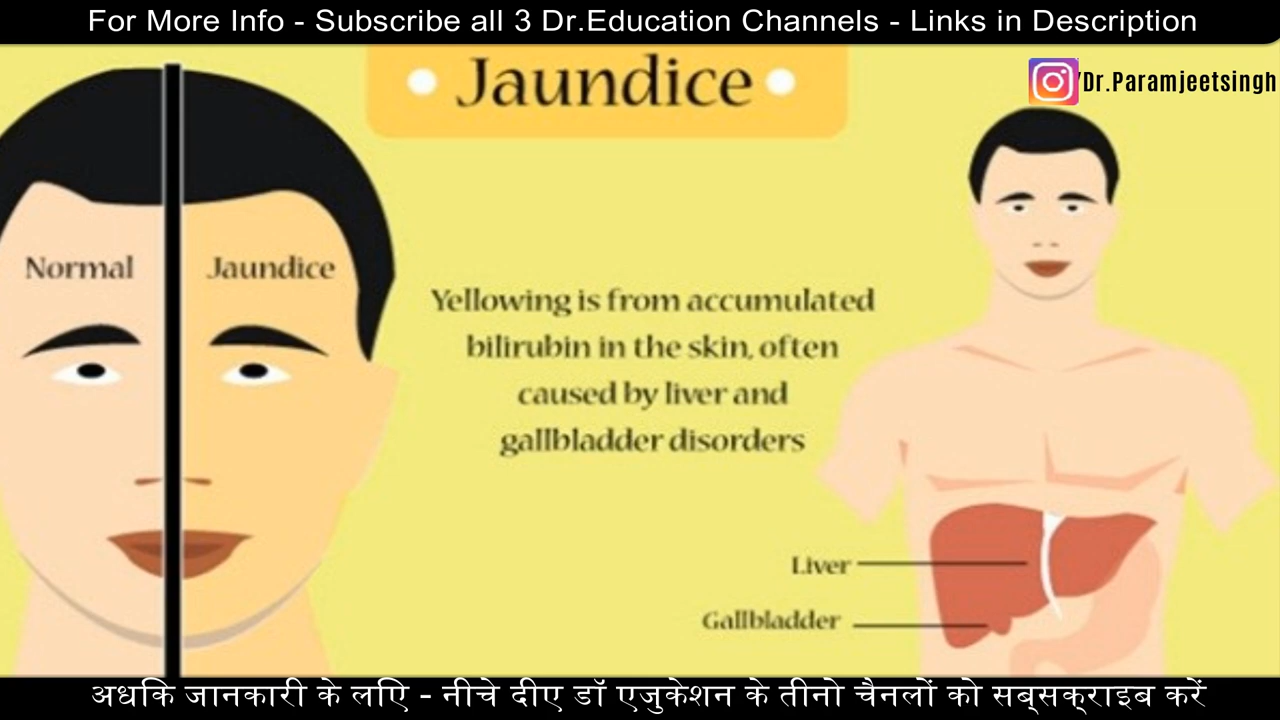 For More Info - Subscribe all 3 Dr.Education Channels - Links in Description
Jaundice
/Dr.Paramjeetsingh
Normal
Jaundice
Yellowing is from accumulated
bilirubin in the skin, often
caused by liver and
gallbladder disorders
Liver
Gallbladder
अधकि जानकारी के लएि - नीचे दीए डॉ एजुकेशन के तीनो चैनलों को सब्सक्राइब करें